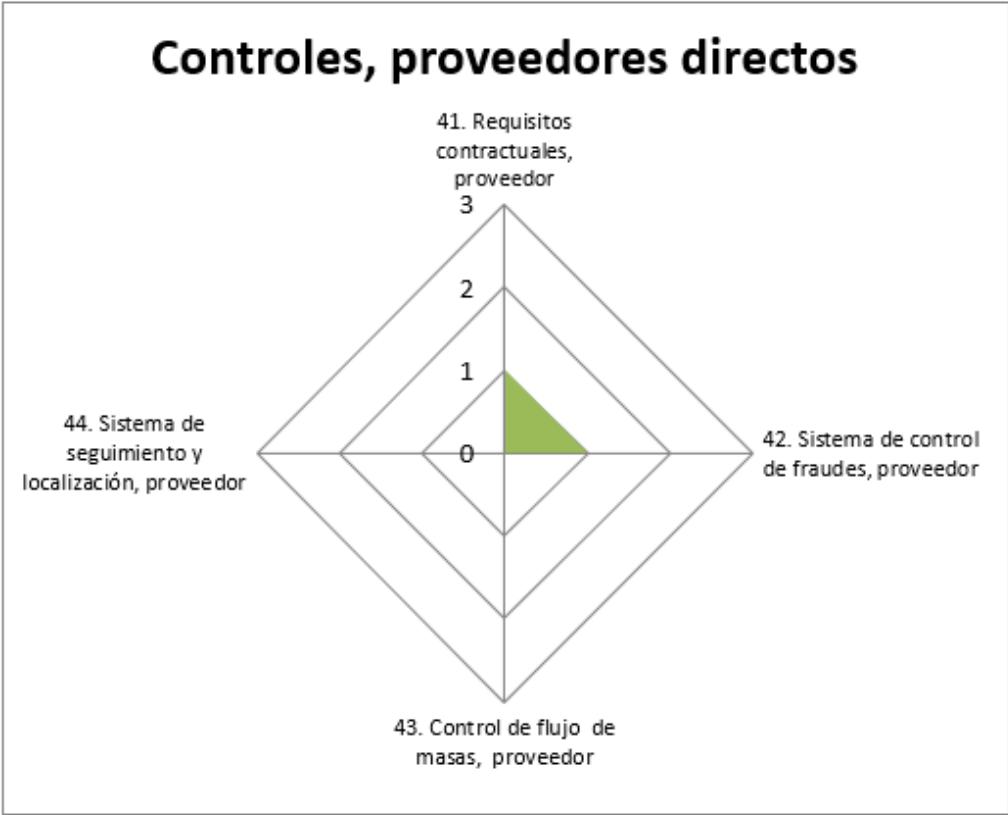 Controles, proveedores directos
41. Requisitos
contractuales,
proveedor
3
2
1
0
44. Sistema de
seguimiento y
localización, proveedor
42. Sistema de control
de fraudes, proveedor
43. Control de flujo de
masas, proveedor